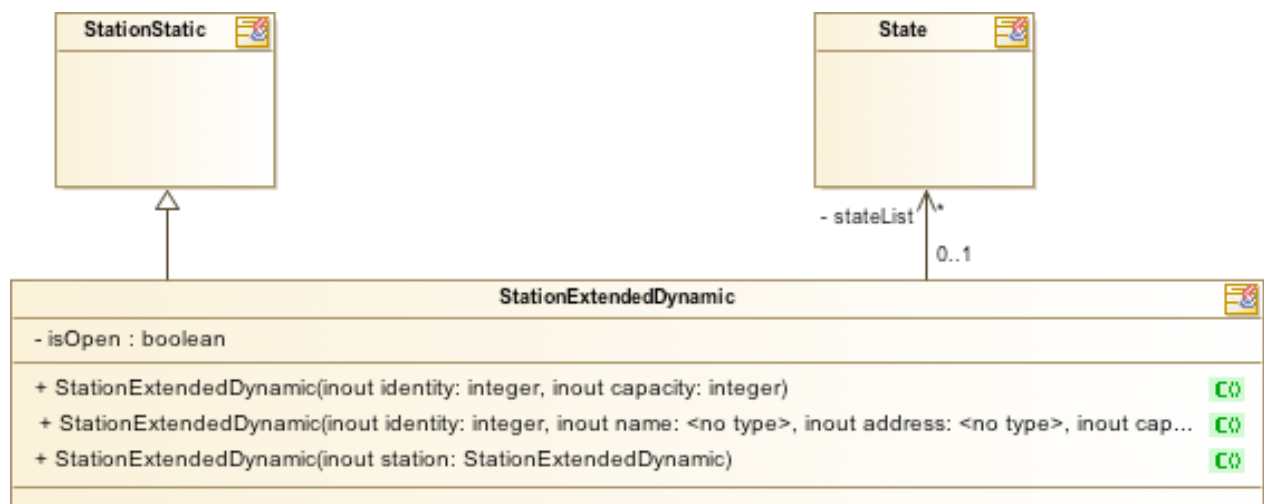 StationStatic
State
- stateList
*
0..1
StationExtendedDynamic
- isOpen : boolean
+ StationExtendedDynamic(inout identity: integer, inout capacity: integer)
+ StationExtendedDynamic(inout identity: integer, inout name: <no type>, inout address: <no type>, inout cap...
+ StationExtendedDynamic(inout station: StationExtendedDynamic)